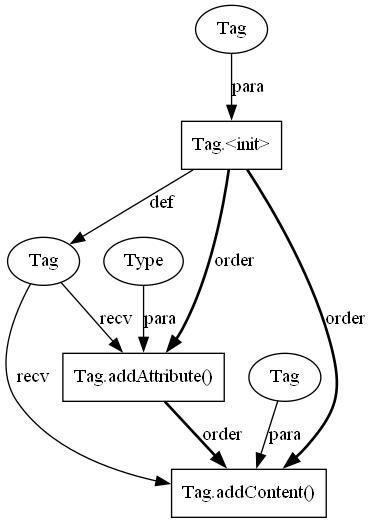 Tag
para
Tag.<init>
def
Tag
Type
order
recv
para
order
Tag.addAttribute()
Tag
recv
order
para
Tag.addContent()